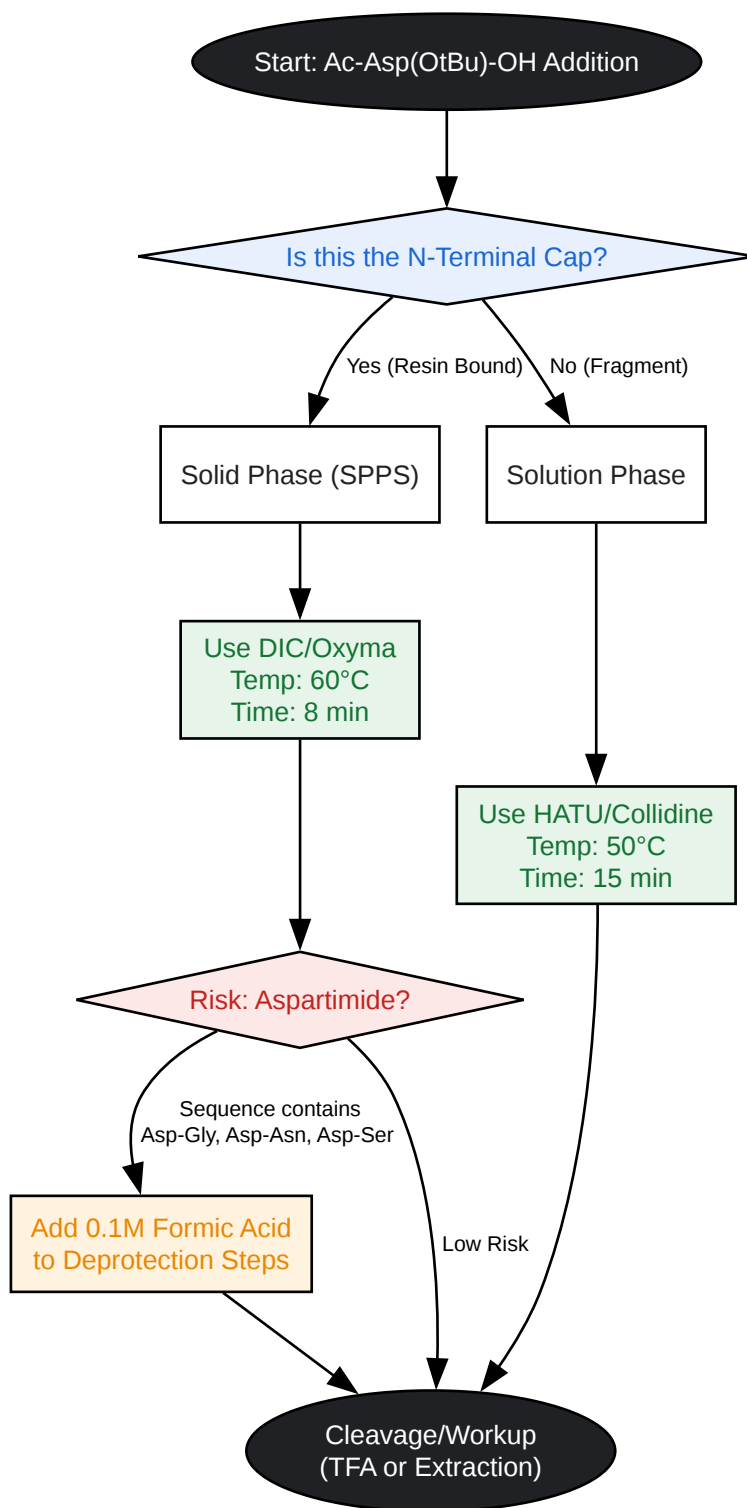 Start: Ac-Asp(OtBu)-OH Addition
Is this the N-Terminal Cap?
Yes (Resin Bound)
No (Fragment)
Solid Phase (SPPS)
Solution Phase
Use DIC/Oxyma
Temp: 60°C
Time: 8 min
Use HATU/Collidine
Temp: 50°C
Time: 15 min
Risk: Aspartimide?
Sequence contains
Asp-Gly, Asp-Asn, Asp-Ser
Add 0.1M Formic Acid
to Deprotection Steps
Low Risk
Cleavage/Workup
(TFA or Extraction)